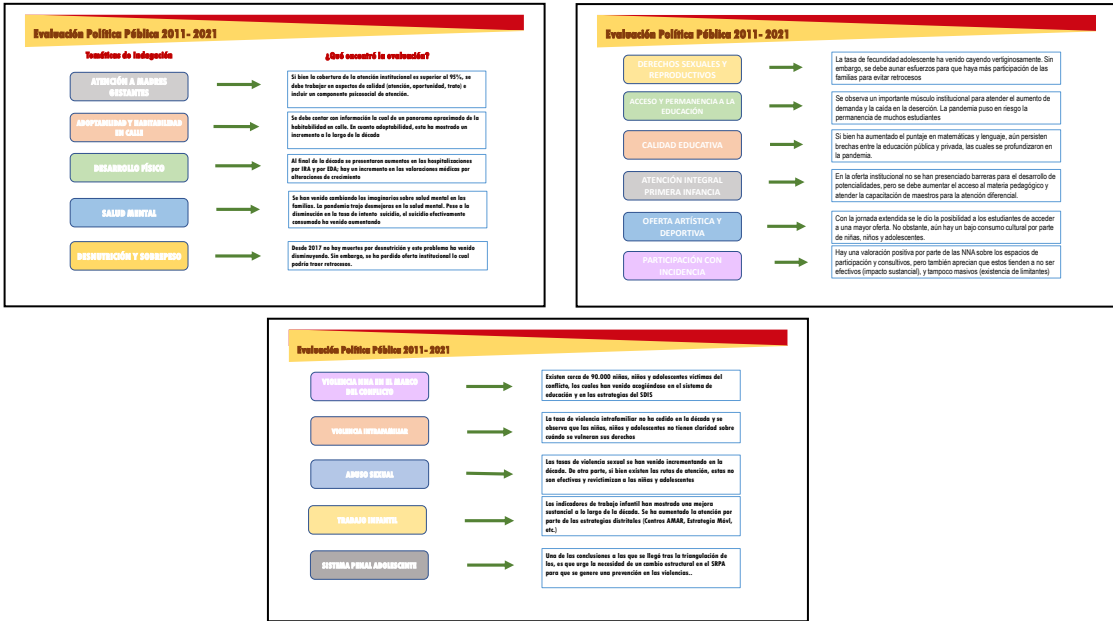 Evaluación Política Pública 2011- 2021
Temáticas de Indagación
¿Qué encontró la evaluación?
ATENCIÓN A MADRES
GESTANTES
Si bien la cobertura de la atención institucional es superior al 95%, se
debe trabajar en aspectos de calidad (atención, oportunidad, trato) e
incluir un componente psicosocial de atención.
ADOPTABILIDAD Y HABITABILIDAD
EN CALLE
Se debe contar con información la cual de un panorama aproximado de la
habitabilidad en calle. En cuanto adoptabilidad, esta ha mostrado un
incremento a lo largo de la década
DESARROLLO FÍSICO
Al final de la década se presentaron aumentos en las hospitalizaciones
por IRA y por EDA; hay un incremento en las valoraciones médicas por
alteraciones de crecimiento
SALUD MENTAL
Se han venido cambiando los imaginarios sobre salud mental en las
familias. La pandemia trajo desmejoras en la salud mental. Pese a la
disminución en la tasa de intento suicidio, el suicidio efectivamente
consumado ha venido aumentando
DESNUTRICIÓN Y SOBREPESO
Desde 2017 no hay muertes por desnutrición y este problema ha venido
disminuyendo. Sin embargo, se ha perdido oferta institucional lo cual
podría traer retrocesos.
Evaluación Política Pública 2011- 2021
DERECHOS SEXUALES Y
REPRODUCTIVOS
La tasa de fecundidad adolescente ha venido cayendo vertiginosamente. Sin
embargo, se debe aunar esfuerzos para que haya más participación de las
familias para evitar retrocesos
ACCESO Y PERMANENCIA A LA
EDUCACIÓN
Se observa un importante músculo institucional para atender el aumento de
demanda y la caída en la deserción. La pandemia puso en riesgo la
permanencia de muchos estudiantes
CALIDAD EDUCATIVA
Si bien ha aumentado el puntaje en matemáticas y lenguaje, aún persisten
brechas entre la educación pública y privada, las cuales se profundizaron en
la pandemia.
ATENCIÓN INTEGRAL
PRIMERA INFANCIA
En la oferta institucional no se han presenciado barreras para el desarrollo de
potencialidades, pero se debe aumentar el acceso al materia pedagógico y
atender la capacitación de maestros para la atención diferencial.
OFERTA ARTÍSTICA Y
DEPORTIVA
Con la jornada extendida se le dio la posibilidad a los estudiantes de acceder
a una mayor oferta. No obstante, aún hay un bajo consumo cultural por parte
de niñas, niños y adolescentes.
PARTICIPACIÓN CON
INCIDENCIA
Hay una valoración positiva por parte de las NNA sobre los espacios de
participación y consultivos, pero también aprecian que estos tienden a no ser
efectivos (impacto sustancial), y tampoco masivos (existencia de limitantes)
Evaluación Política Pública 2011- 2021
VIOLENCIA NNA EN EL MARCO
DEL CONFLICTO
Existen cerca de 90.000 niñas, niños y adolescentes víctimas del
conflicto, los cuales han venido acogiéndose en el sistema de
educación y en las estrategias del SDIS
VIOLENCIA INTRAFAMILIAR
La tasa de violencia intrafamiliar no ha cedido en la década y se
observa que las niñas, niños y adolescentes no tienen claridad sobre
cuándo se vulneran sus derechos
ABUSO SEXUAL
Las tasas de violencia sexual se han venido incrementando en la
década. De otra parte, si bien existen las rutas de atención, estas no
son efectivas y revictimizan a las niñas y adolescentes
TRABAJO INFANTIL
Los indicadores de trabajo infantil han mostrado una mejora
sustancial a lo largo de la década. Se ha aumentado la atención por
parte de las estrategias distritales (Centros AMAR, Estrategia Móvl,
etc.)
SISTEMA PENAL ADOLESCENTE
Una de las conclusiones a las que se llegó tras la triangulación de
los, es que urge la necesidad de un cambio estructural en el SRPA
para que se genere una prevención en las violencias..